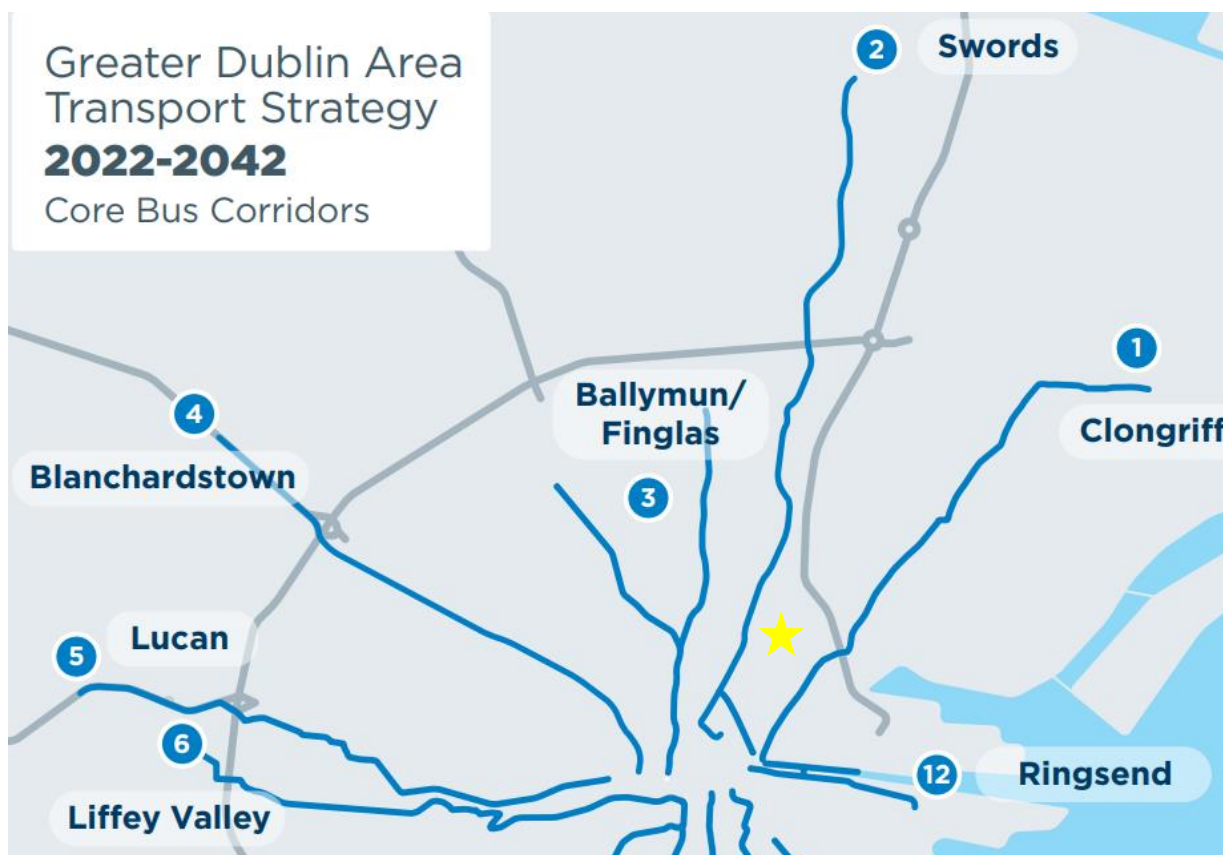 Greater Dublin Area
Transport Strategy
2022-2042
Core Bus Corridors
2
Swords
1
Clongriff
Ballymun/
Finglas
3
4
Blanchardstown
Lucan
5
6
Liffey Valley
12
Ringsend